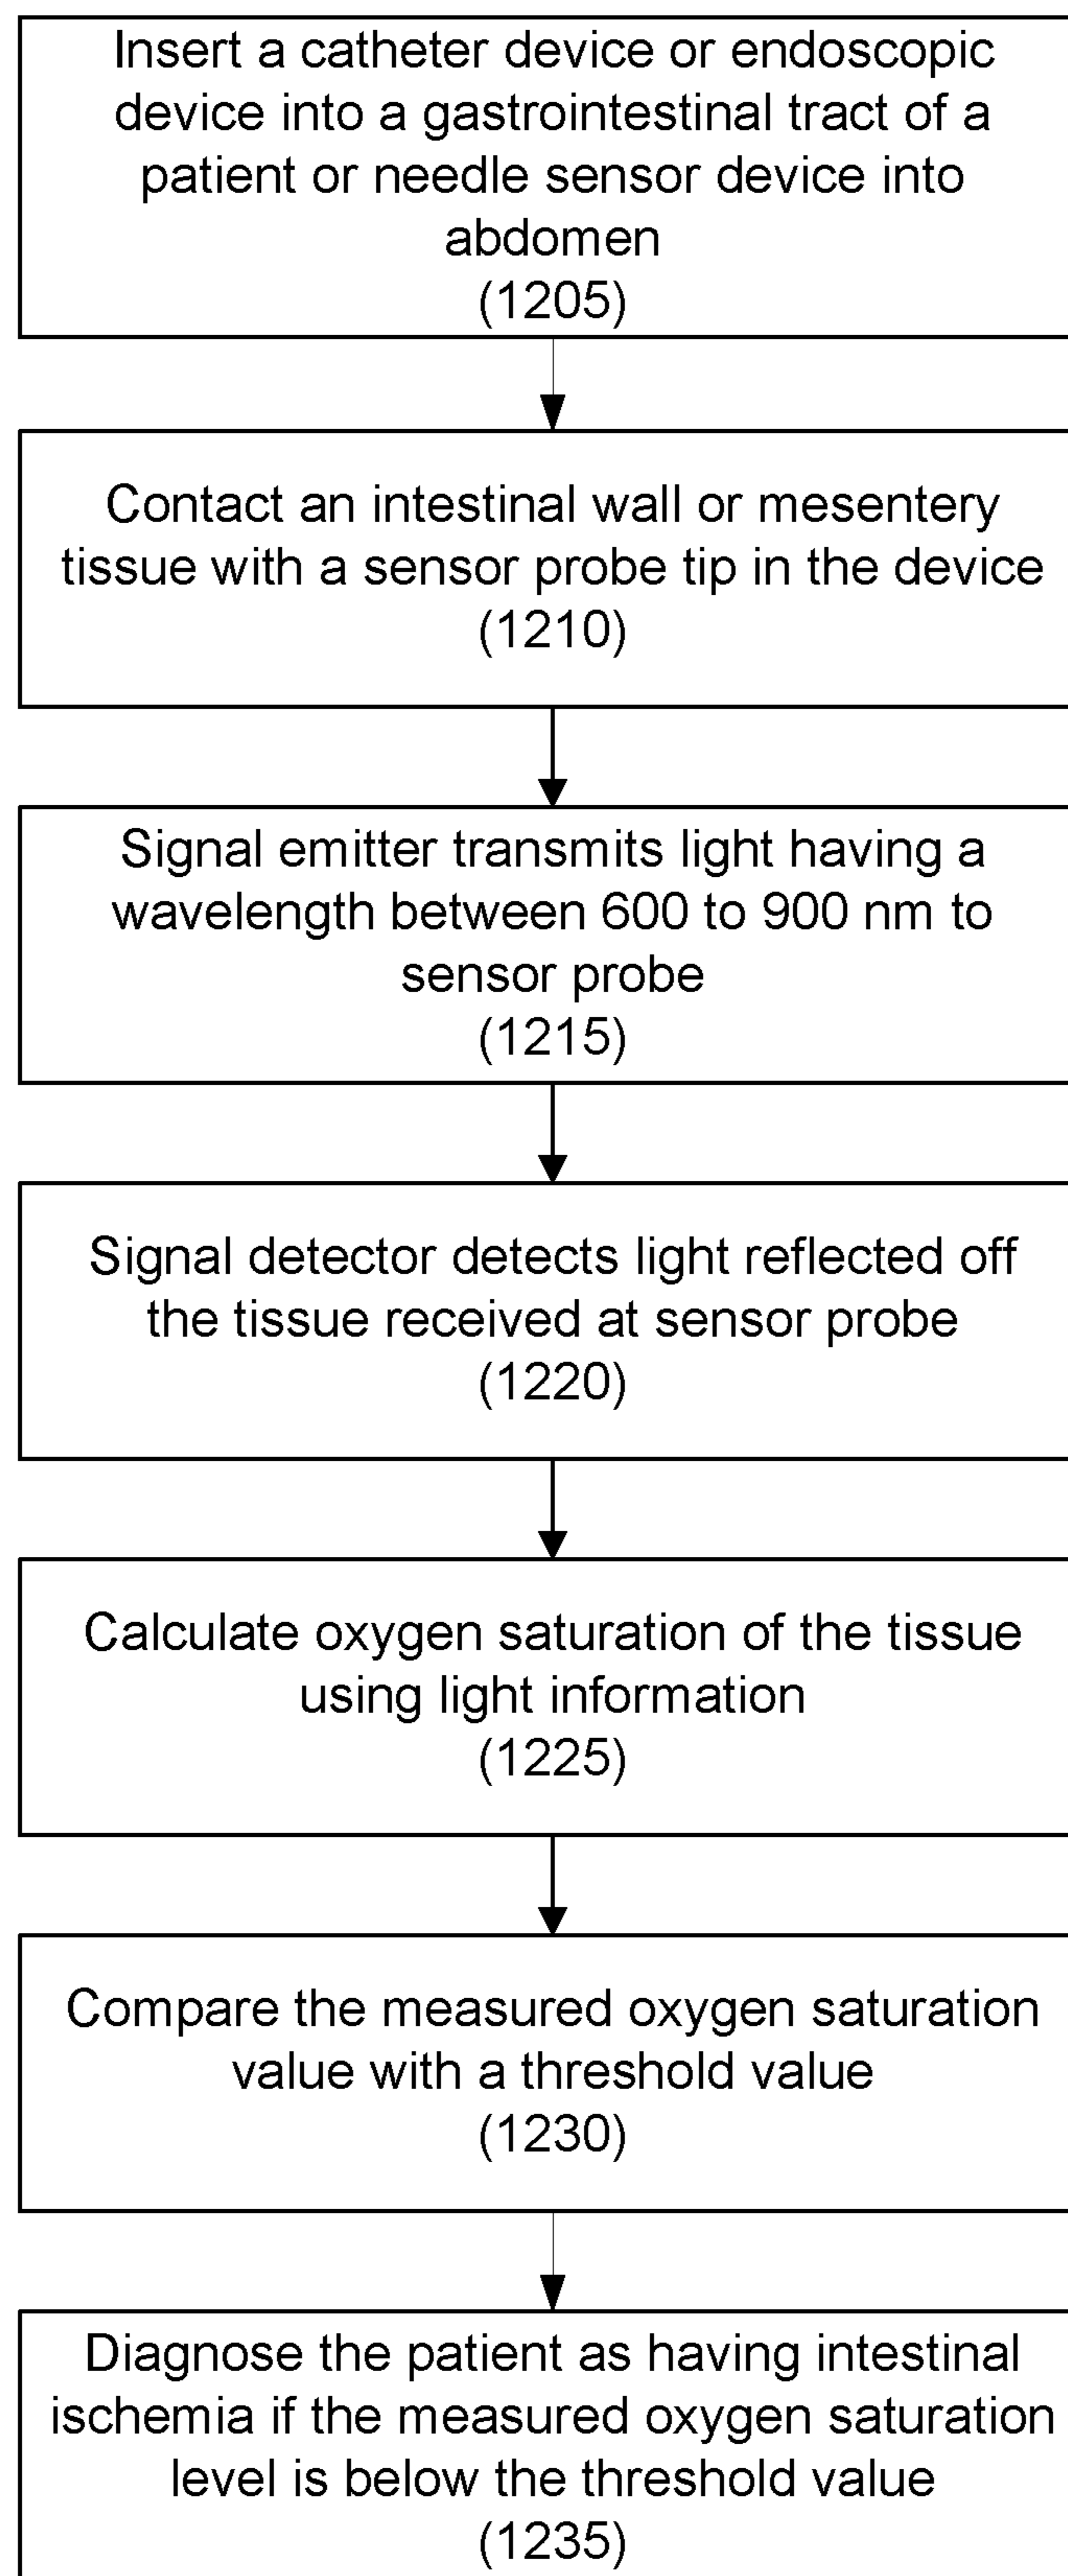 Insert a catheter device or endoscopic
device into a gastrointestinal tract of a
patient or needle sensor device into
abdomen
(1205)
Contact an intestinal wall or mesentery
tissue with a sensor probe tip in the device
(1210)
Signal emitter transmits light having a
wavelength between 600 to 900 nm to
sensor probe
(1215)
Signal detector detects light reflected off
the tissue received at sensor probe
(1220)
Calculate oxygen saturation of the tissue
using light information
(1225)
Compare the measured oxygen saturation
value with a threshold value
(1230)
Diagnose the patient as having intestinal
ischemia if the measured oxygen saturation
level is below the threshold value
(1235)